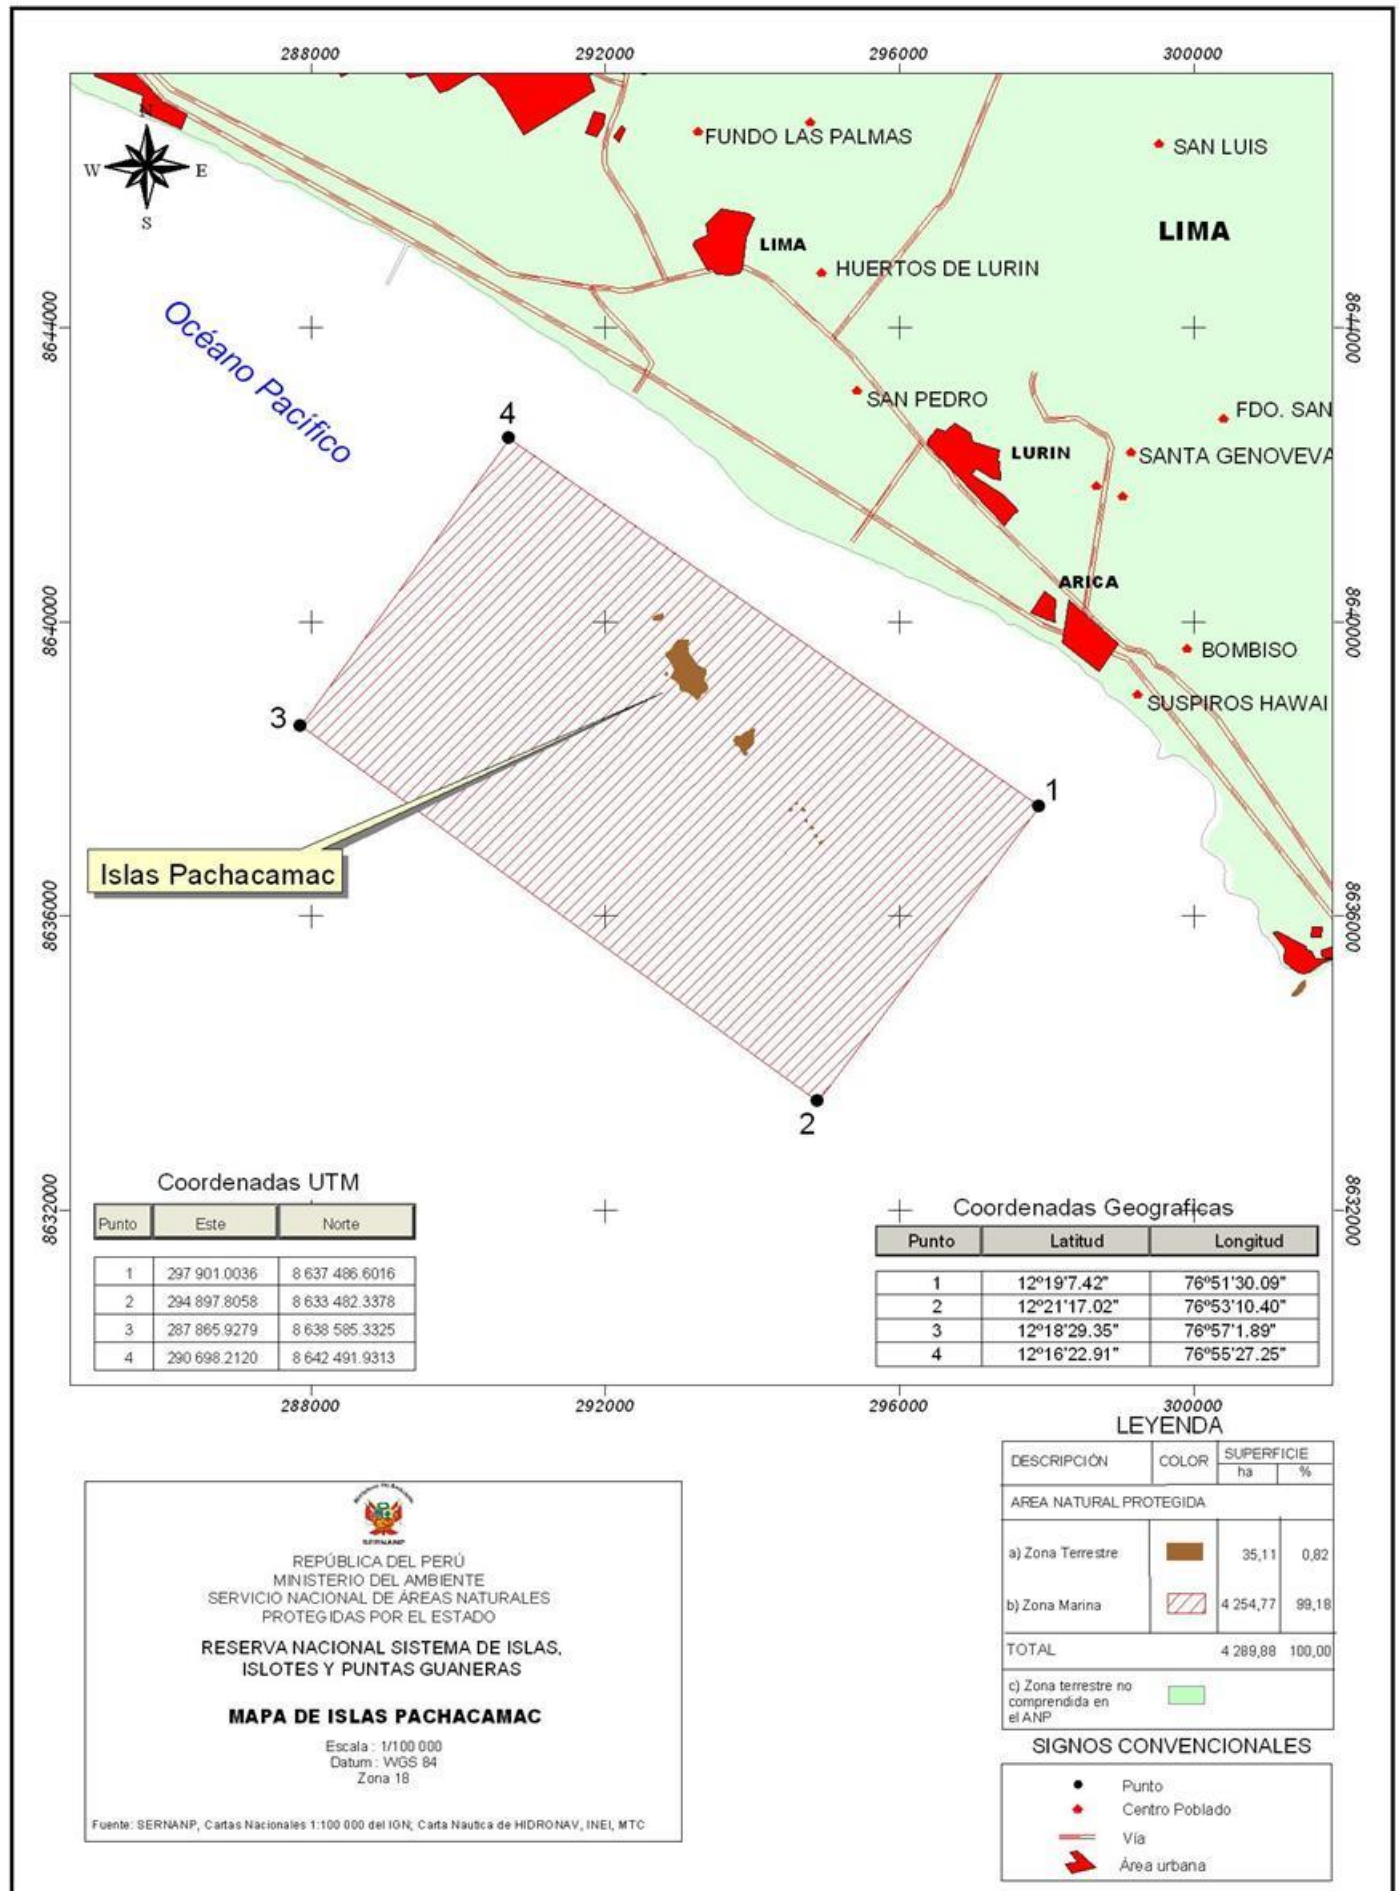 288000 292000 296000 300000
N
W E
S
FUNDO LAS PALMAS
SAN LUIS
LIMA
LIMA
HUERTOS DE LURIN
Océano Pacífico
8644000
8644000
SAN PEDRO
FDO. SAN
4
LURIN
SANTA GENOVEVA
ARICA
8640000
8640000
BOMBISO
SUSPIROS HAWAI
3
1
Islas Pachacamac
8636000
8636000
2
8632000
8632000
Coordenadas UTM
Punto Este Norte
1 297 901.0036 8 637 486.6016
2 294 897.8058 8 633 482.3378
3 287 865.9279 8 638 585.3325
4 290 698.2120 8 642 491.9313
Coordenadas Geograficas
Punto Latitud Longitud
1 12º19'7.42" 76º51'30.09"
2 12º21'17.02" 76º53'10.40"
3 12º18'29.35" 76º57'1.89"
4 12º16'22.91" 76º55'27.25"
288000 292000 296000 300000
LEYENDA
DESCRIPCIÓN COLOR SUPERFICIE
ha %
AREA NATURAL PROTEGIDA
a) Zona Terrestre 35,11 0,82
b) Zona Marina 4 254,77 99,18
TOTAL 4 289,88 100,00
c) Zona terrestre no
comprendida en
el ANP
SIGNOS CONVENCIONALES
Punto
Centro Poblado
Vía
Área urbana
SERNANP
REPÚBLICA DEL PERÚ
MINISTERIO DEL AMBIENTE
SERVICIO NACIONAL DE ÁREAS NATURALES
PROTEGIDAS POR EL ESTADO
RESERVA NACIONAL SISTEMA DE ISLAS,
ISLOTES Y PUNTAS GUANERAS
MAPA DE ISLAS PACHACAMAC
Escala : 1/100 000
Datum : WGS 84
Zona 18
Fuente: SERNANP, Cartas Nacionales 1:100 000 del IGN; Carta Nautica de HIDRONAV, INEI, MTC